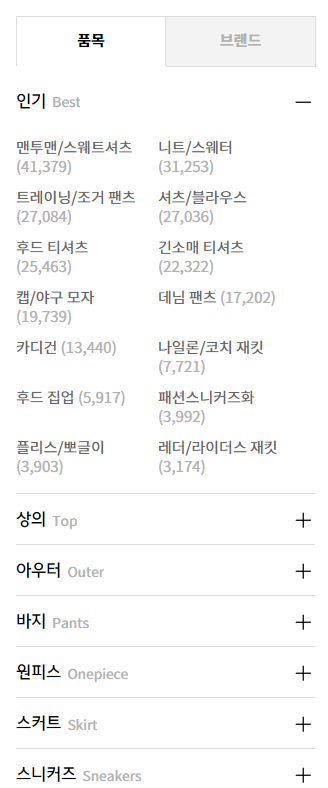 품목 브랜드
인기 Best
맨투맨/스웨트셔츠 니트/스웨터
(41,379) (31,253)
트레이닝/조거 팬츠 셔츠/블라우스
(27,084) (27,036)
후드 티셔츠 긴소매 티셔츠
(25,463) (22,322)
캡/야구 모자 데님 팬츠 (17,202)
(19,739)
카디건 (13,440) 나일론/코치 재킷
(7,721)
후드 집업 (5,917) 패션스니커즈화
(3,992)
플리스/뽀글이 레더/라이더스 재킷
(3,903) (3,174)
상의 Top
아우터 Outer
바지 Pants
원피스 Onepiece
스커트 Skirt
스니커즈 Sneakers